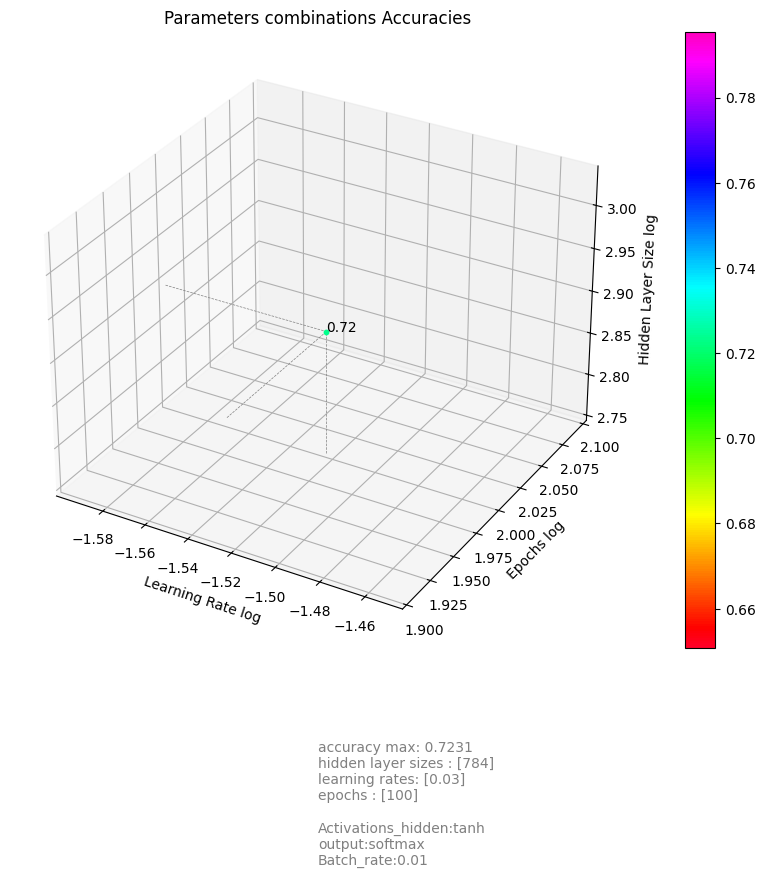 Parameters combinations Accuracies
0.72
Hidden Layer Size log
3.00
2.95
2.90
2.85
2.80
2.75
Epochs log
2.100
2.075
2.050
2.025
2.000
1.975
1.950
1.925
1.900
Learning Rate log
−1.58
−1.56
−1.54
−1.52
−1.50
−1.48
−1.46
0.78
0.76
0.74
0.72
0.70
0.68
0.66
accuracy max: 0.7231
hidden layer sizes : [784]
learning rates: [0.03]
epochs : [100]
Activations_hidden:tanh
output:softmax
Batch_rate:0.01